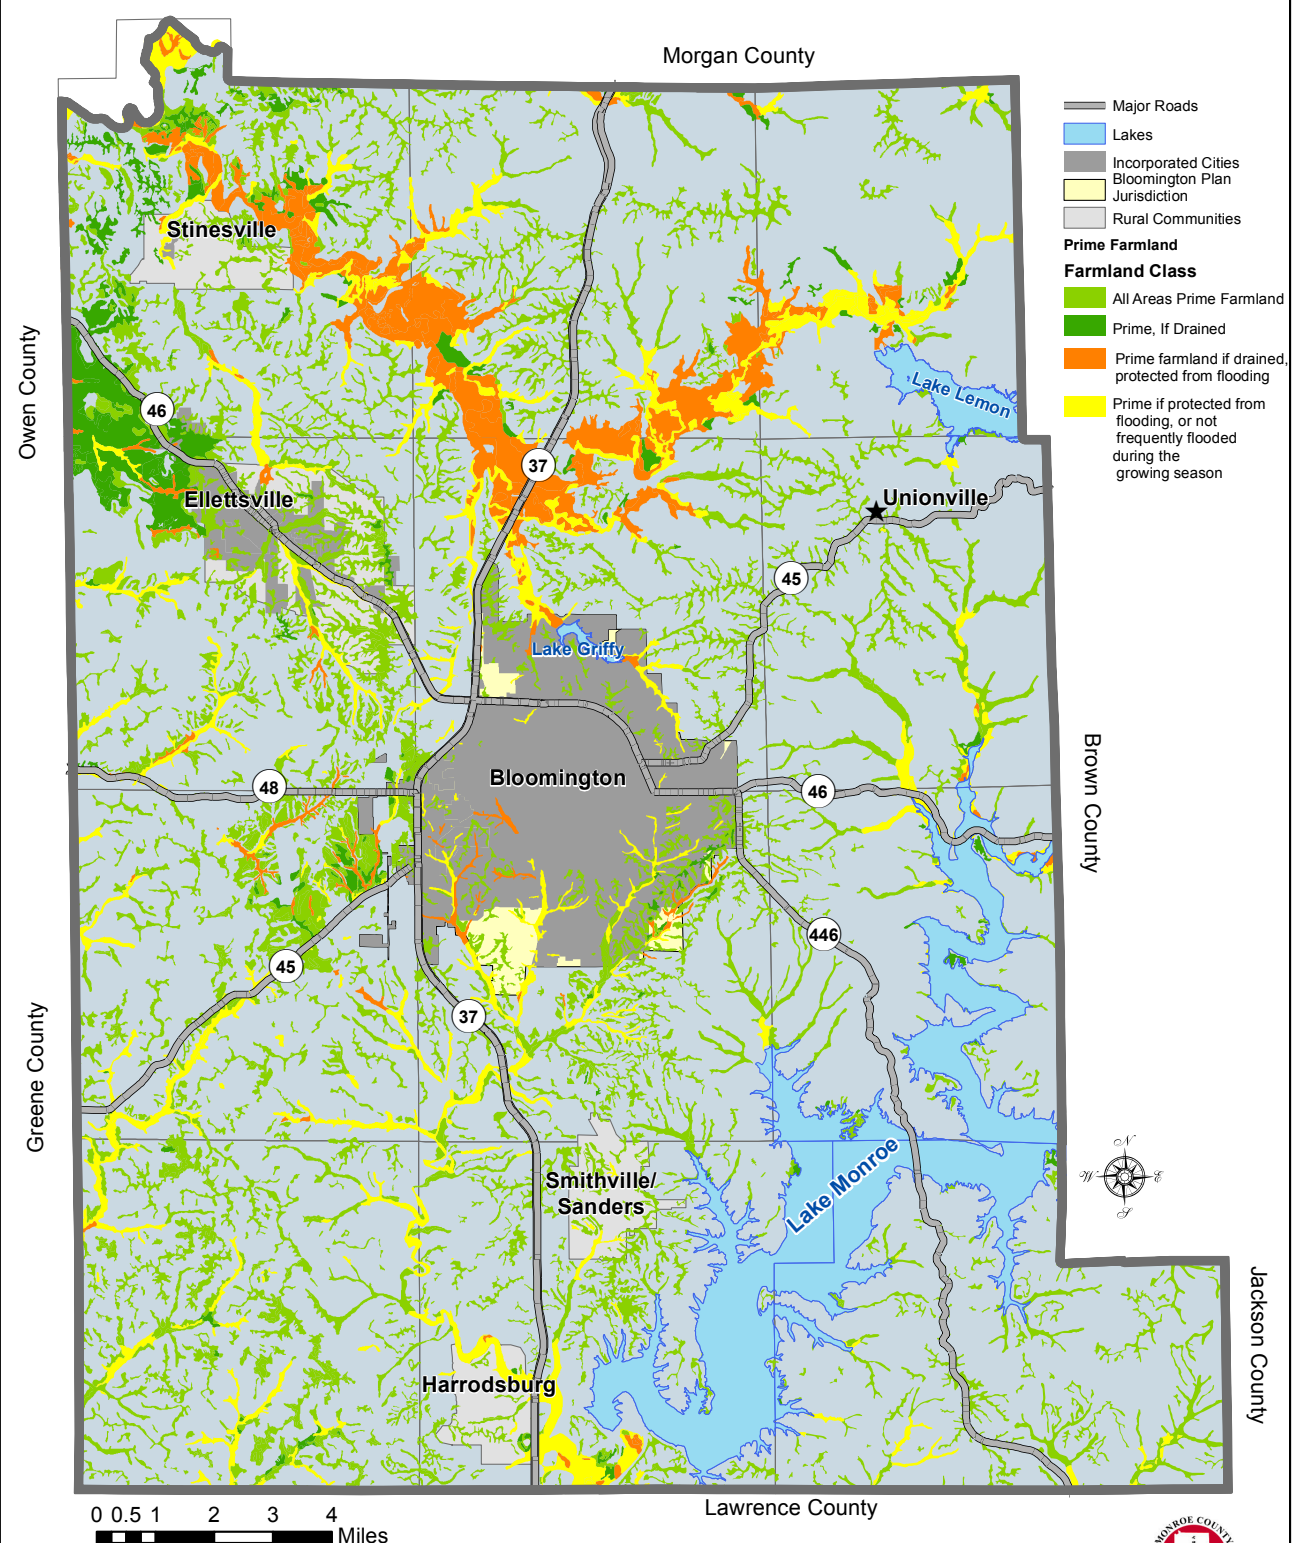 Morgan County
Major Roads
Lakes
Incorporated Cities
Bloomington Plan
Jurisdiction
Rural Communities
Prime Farmland
Farmland Class
All Areas Prime Farmland
Prime, If Drained
Prime farmland if drained,
protected from flooding
Prime if protected from
flooding, or not
frequently flooded
during the
growing season
Stinesville
Owen County
46
Lake Lemon
37
Ellettsville
Unionville
45
Lake Griffy
Brown County
Bloomington
48
46
446
45
37
Greene County
N
W
E
S
Smithville/
Sanders
Lake Monroe
Jackson County
Harrodsburg
Lawrence County
0 0.5 1 2 3 4
Miles
MONROE COUNTY